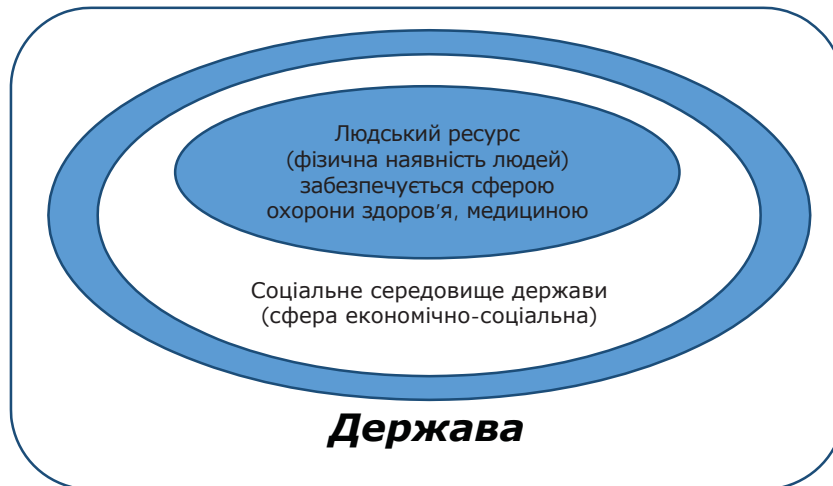 Людський ресурс
(фізична наявність людей)
забезпечується сферою
охорони здоров’я, медициною
Соціальне середовище держави
(сфера економічно-соціальна)
Держава